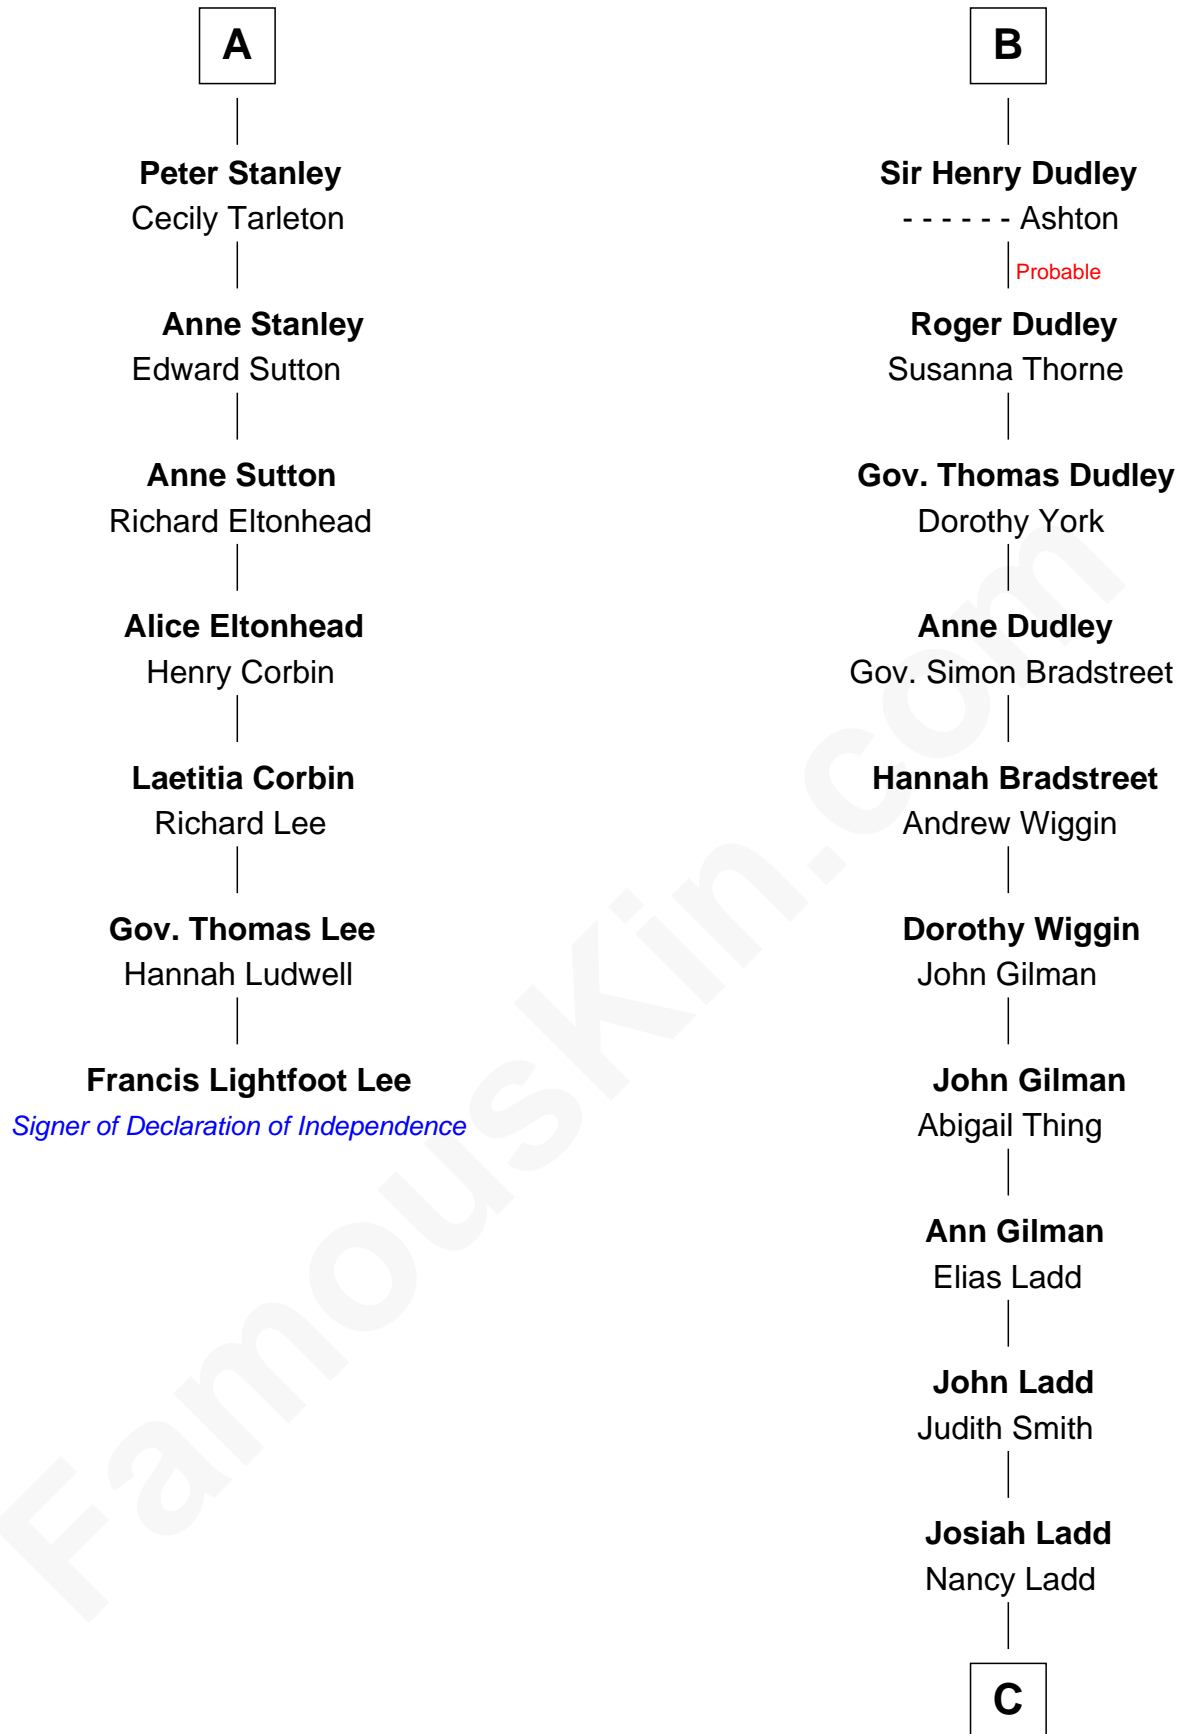 A
Peter Stanley
Cecily Tarleton
Anne Stanley
Edward Sutton
Anne Sutton
Richard Eltonhead
Alice Eltonhead
Henry Corbin
Laetitia Corbin
Richard Lee
Gov. Thomas Lee
Hannah Ludwell
Francis Lightfoot Lee
Signer of Declaration of Independence
B
Sir Henry Dudley
- - - - - - Ashton
Probable
Roger Dudley
Susanna Thorne
Gov. Thomas Dudley
Dorothy York
Anne Dudley
Gov. Simon Bradstreet
Hannah Bradstreet
Andrew Wiggin
Dorothy Wiggin
John Gilman
John Gilman
Abigail Thing
Ann Gilman
Elias Ladd
John Ladd
Judith Smith
Josiah Ladd
Nancy Ladd
C
FamousKin.com